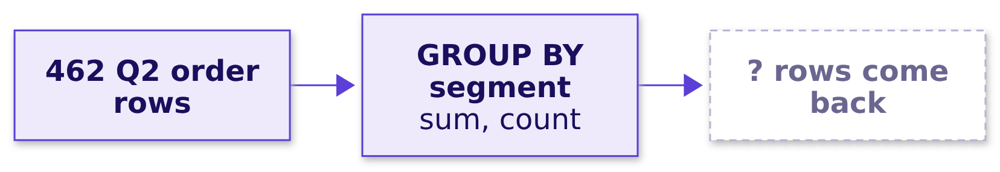 462 Q2 order
rows
GROUP BY
segment
sum, count
? rows come
back